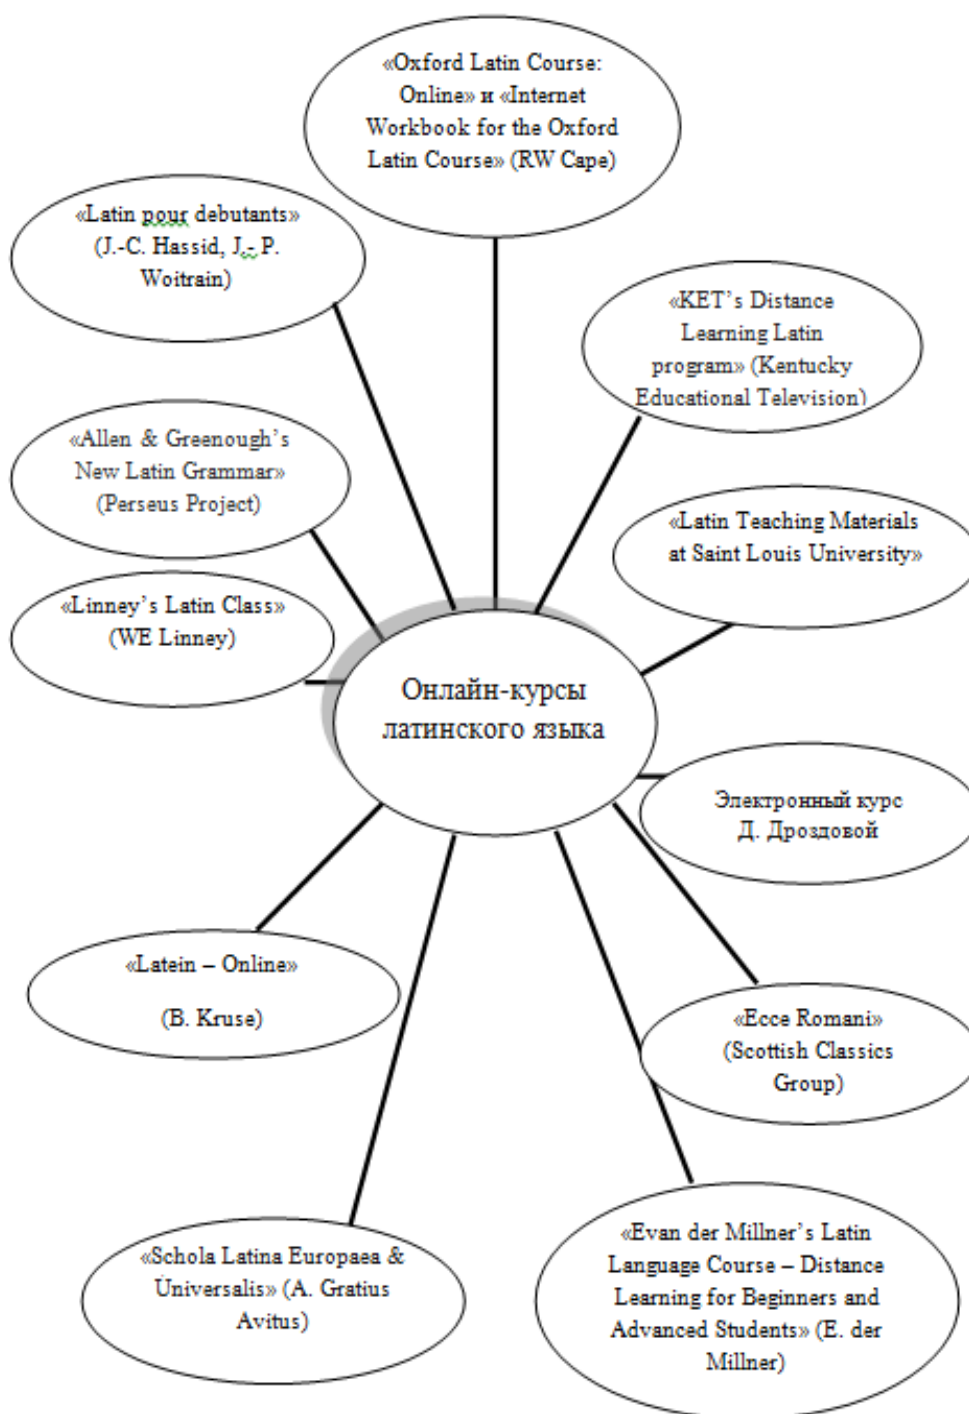 «Oxford Latin Course:
Online» и «Internet
Workbook for the Oxford
Latin Course» (RW Cape)
«Latin pour debutants»
(J.-C. Hassid, J.- P.
Woitrain)
«KET’s Distance
Learning Latin
program» (Kentucky
Educational Television)
«Allen & Greenough’s
New Latin Grammar»
(Perseus Project)
«Latin Teaching Materials
at Saint Louis University»
«Linney’s Latin Class»
(WE Linney)
Онлайн-курсы
латинского языка
Электронный курс
Д. Дроздовой
«Latein – Online»
(B. Kruse)
«Ecce Romani»
(Scottish Classics
Group)
«Schola Latina Europaea &
Universalis» (A. Gratius
Avitus)
«Evan der Millner’s Latin
Language Course – Distance
Learning for Beginners and
Advanced Students» (E. der
Millner)